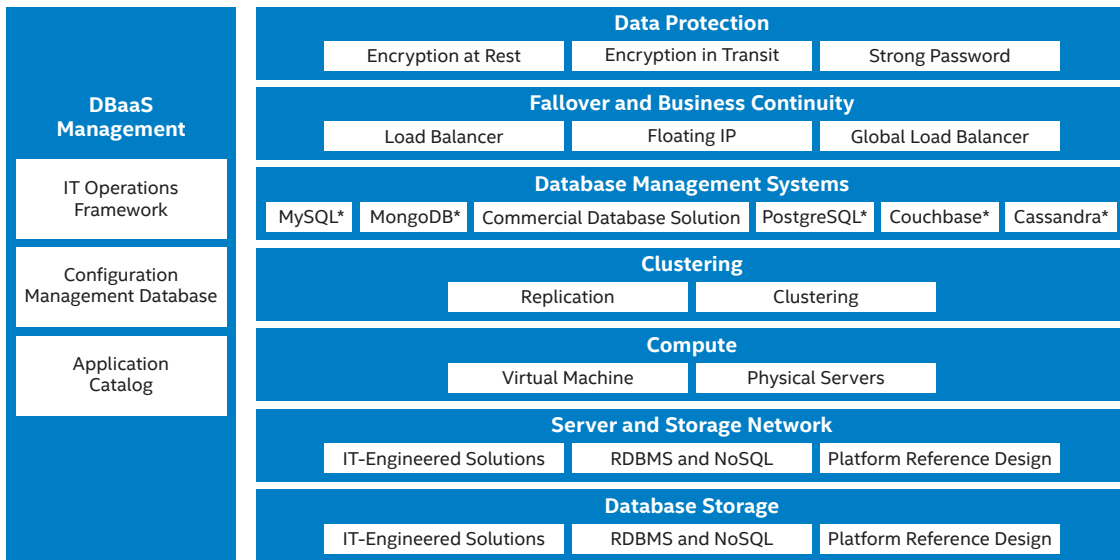 DBaaS
Management
IT Operations
Framework
Configuration
Management Database
Application
Catalog
Data Protection
Encryption at Rest
Encryption in Transit
Strong Password
Fallover and Business Continuity
Load Balancer
Floating IP
Global Load Balancer
Database Management Systems
MySQL*
MongoDB*
Commercial Database Solution
PostgreSQL*
Couchbase*
Cassandra*
Clustering
Replication
Clustering
Compute
Virtual Machine
Physical Servers
Server and Storage Network
IT-Engineered Solutions
RDBMS and NoSQL
Platform Reference Design
Database Storage
IT-Engineered Solutions
RDBMS and NoSQL
Platform Reference Design